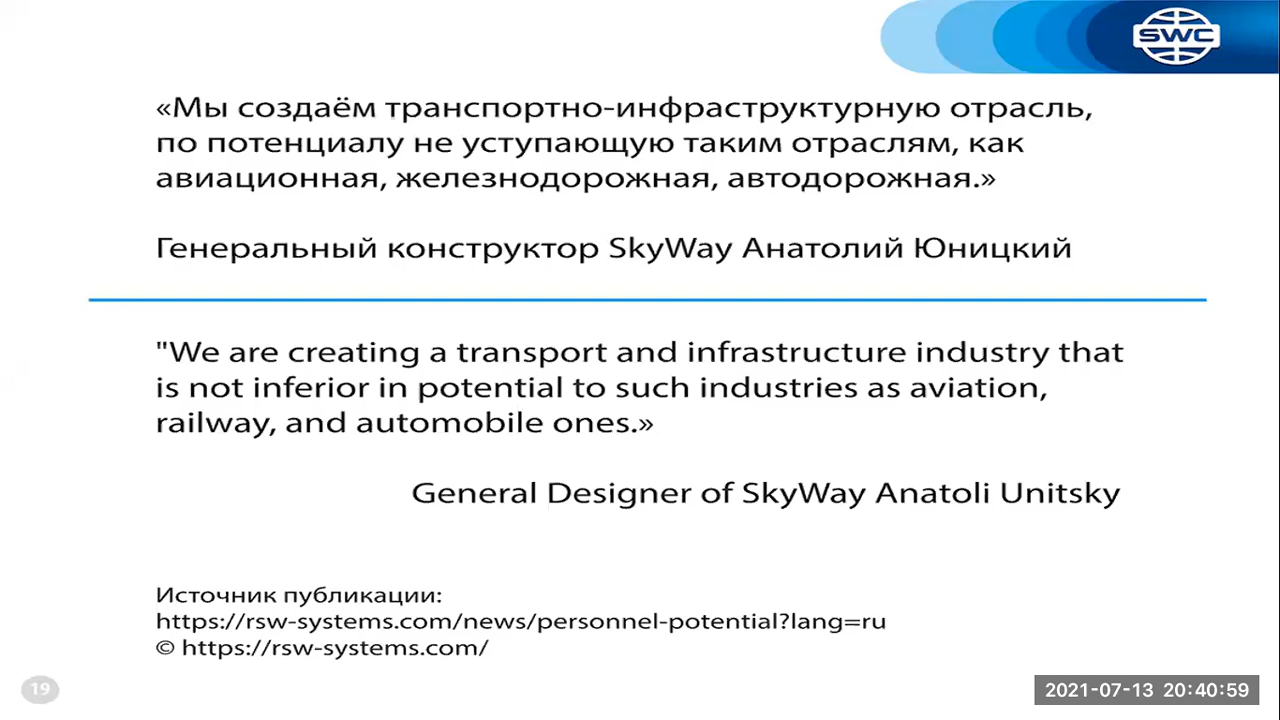 SWC
«Мы создаём транспортно-инфраструктурную отрасль,
по потенциалу не уступающую таким отраслям, как
авиационная, железнодорожная, автодорожная.»
Генеральный конструктор SkyWay Анатолий Юницкий
"We are creating a transport and infrastructure industry that
is not inferior in potential to such industries as aviation,
railway, and automobile ones.»
General Designer of SkyWay Anatoli Unitsky
Источник публикации:
https://rsw-systems.com/news/personnel-potential?lang=ru
© https://rsw-systems.com/
19
2021-07-13 20:40:59